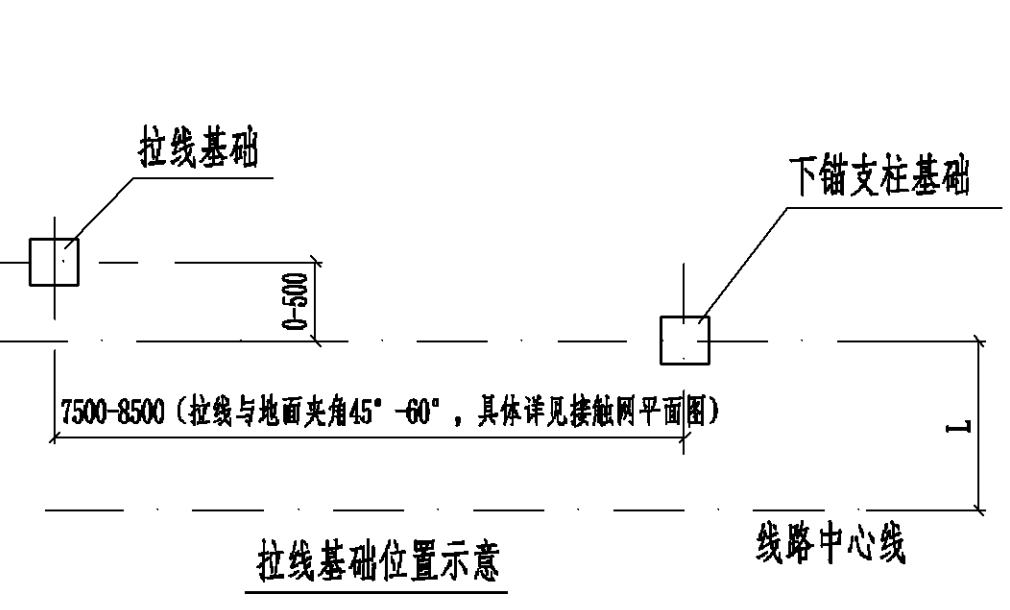 拉线基础
下锚支柱基础
0-500
7500-8500（拉线与地面夹角45°-60°，具体详见接触网平面图）
L
线路中心线
拉线基础位置示意